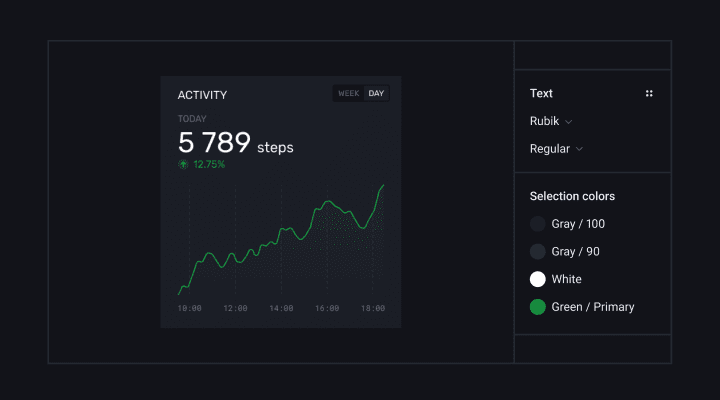 ACTIVITY
WEEK DAY
TODAY
5 789 steps
12.75%
10:00 12:00 14:00 16:00 18:00
Text
Rubik
Regular
Selection colors
Gray / 100
Gray / 90
White
Green / Primary